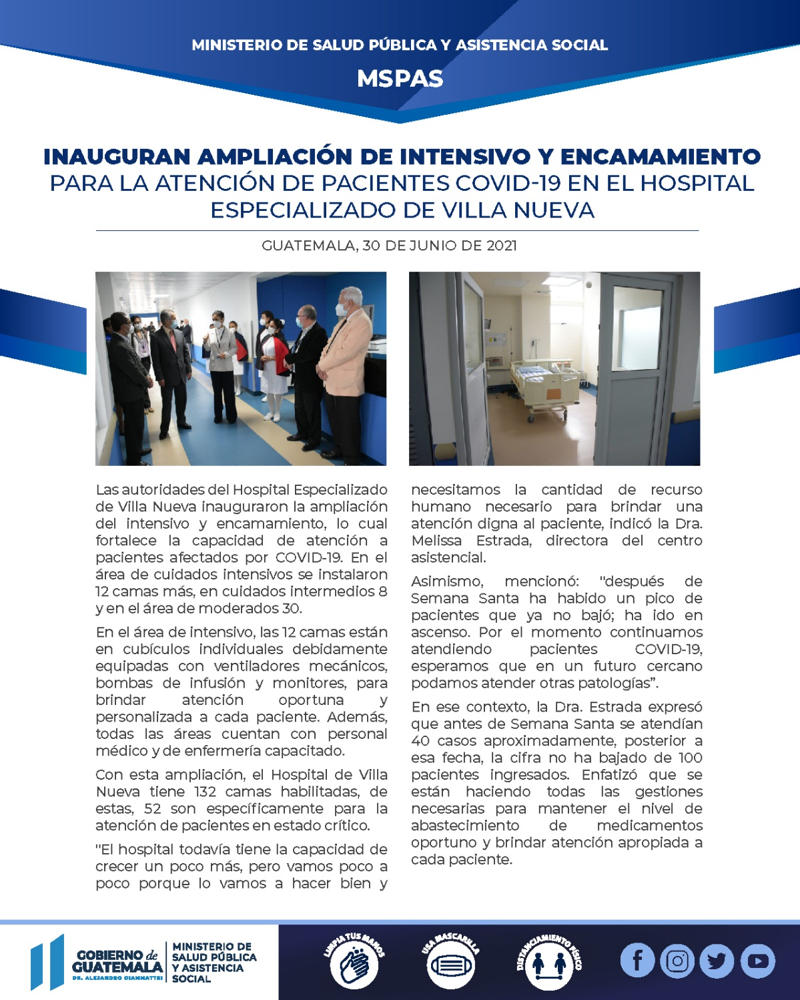 MINISTERIO DE SALUD PÚBLICA Y ASISTENCIA SOCIAL
MSPAS
INAUGURAN AMPLIACIÓN DE INTENSIVO Y ENCAMAMIENTO
PARA LA ATENCIÓN DE PACIENTES COVID-19 EN EL HOSPITAL
ESPECIALIZADO DE VILLA NUEVA
GUATEMALA, 30 DE JUNIO DE 2021
Las autoridades del Hospital Especializado
de Villa Nueva inauguraron la ampliación
del intensivo y encamamiento, lo cual
fortalece la capacidad de atención a
pacientes afectados por COVID-19. En el
área de cuidados intensivos se instalaron
12 camas más, en cuidados intermedios 8
y en el área de moderados 30.
En el área de intensivo, las 12 camas están
en cubículos individuales debidamente
equipadas con ventiladores mecánicos,
bombas de infusión y monitores, para
brindar atención oportuna y
personalizada a cada paciente. Además,
todas las áreas cuentan con personal
médico y de enfermería capacitado.
Con esta ampliación, el Hospital de Villa
Nueva tiene 132 camas habilitadas, de
estas, 52 son específicamente para la
atención de pacientes en estado crítico.
"El hospital todavía tiene la capacidad de
crecer un poco más, pero vamos poco a
poco porque lo vamos a hacer bien y
necesitamos la cantidad de recurso
humano necesario para brindar una
atención digna al paciente, indicó la Dra.
Melissa Estrada, directora del centro
asistencial.
Asimismo, mencionó: "después de
Semana Santa ha habido un pico de
pacientes que ya no bajó; ha ido en
ascenso. Por el momento continuamos
atendiendo pacientes COVID-19,
esperamos que en un futuro cercano
podamos atender otras patologías”.
En ese contexto, la Dra. Estrada expresó
que antes de Semana Santa se atendían
40 casos aproximadamente, posterior a
esa fecha, la cifra no ha bajado de 100
pacientes ingresados. Enfatizó que se
están haciendo todas las gestiones
necesarias para mantener el nivel de
abastecimiento de medicamentos
oportuno y brindar atención apropiada a
cada paciente.
GOBIERNO de
GUATEMALA
DR. ALEJANDRO GIAMMATTEI
MINISTERIO DE
SALUD PÚBLICA
Y ASISTENCIA
SOCIAL
LIMPIA TUS MANOS
USA MASCARILLA
DISTANCIAMIENTO FÍSICO